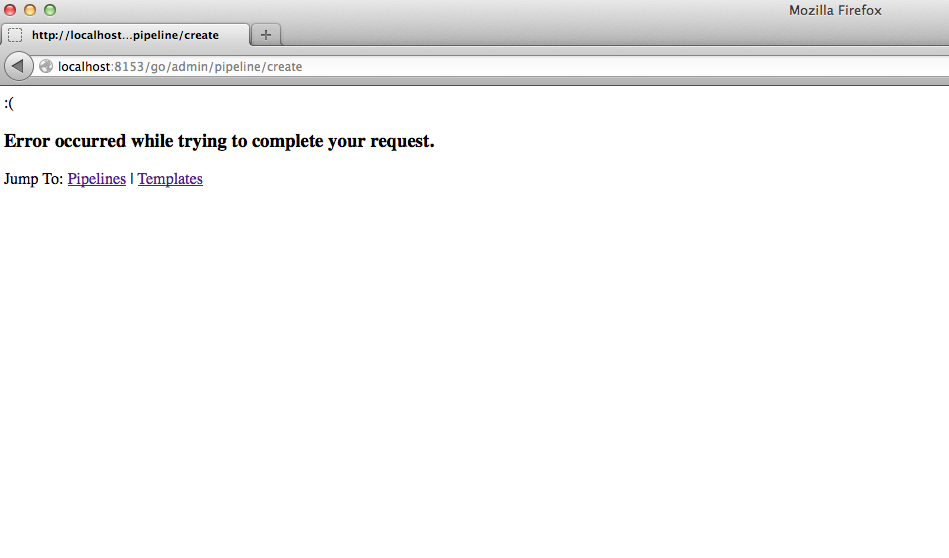 Mozilla Firefox
http://localhost...pipeline/create
localhost:8153/go/admin/pipeline/create
:(
Error occurred while trying to complete your request.
Jump To: Pipelines | Templates